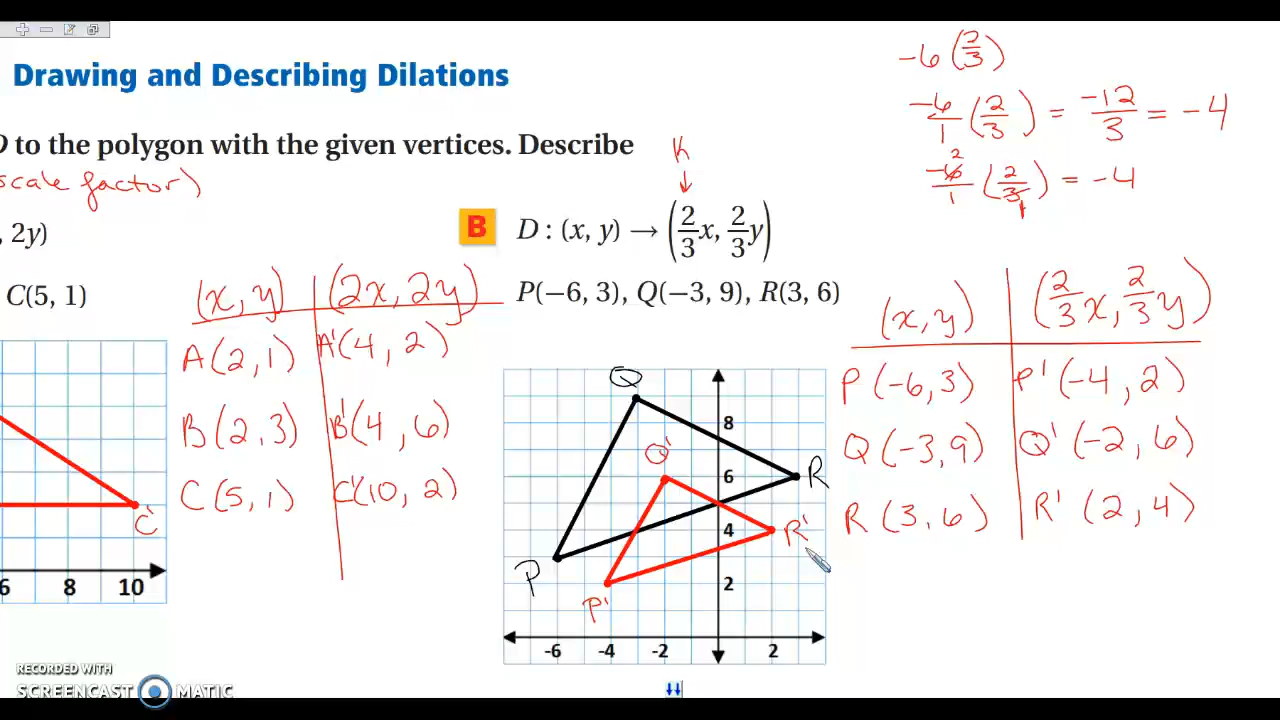 Drawing and Describing Dilations
D to the polygon with the given vertices. Describe
scale factor)
, 2y)
C(5, 1)
(x, y) (2x, 2y)
A(2, 1) A'(4, 2)
B(2, 3) B'(4, 6)
C(5, 1) C'(10, 2)
C'
6 8 10
K
B D : (x, y) → (2/3x, 2/3y)
P(−6, 3), Q(−3, 9), R(3, 6)
-6(2/3)
-6/1 (2/3) = -12/3 = -4
2
-6/1 (2/3) = -4
1
(x, y) (2/3x, 2/3y)
P(-6, 3) P'(-4, 2)
Q(-3, 9) Q'(-2, 6)
R(3, 6) R'(2, 4)
Q
8
Q'
6 R
4 R'
P
2
P'
-6 -4 -2 2
RECORDED WITH
SCREENCAST MATIC